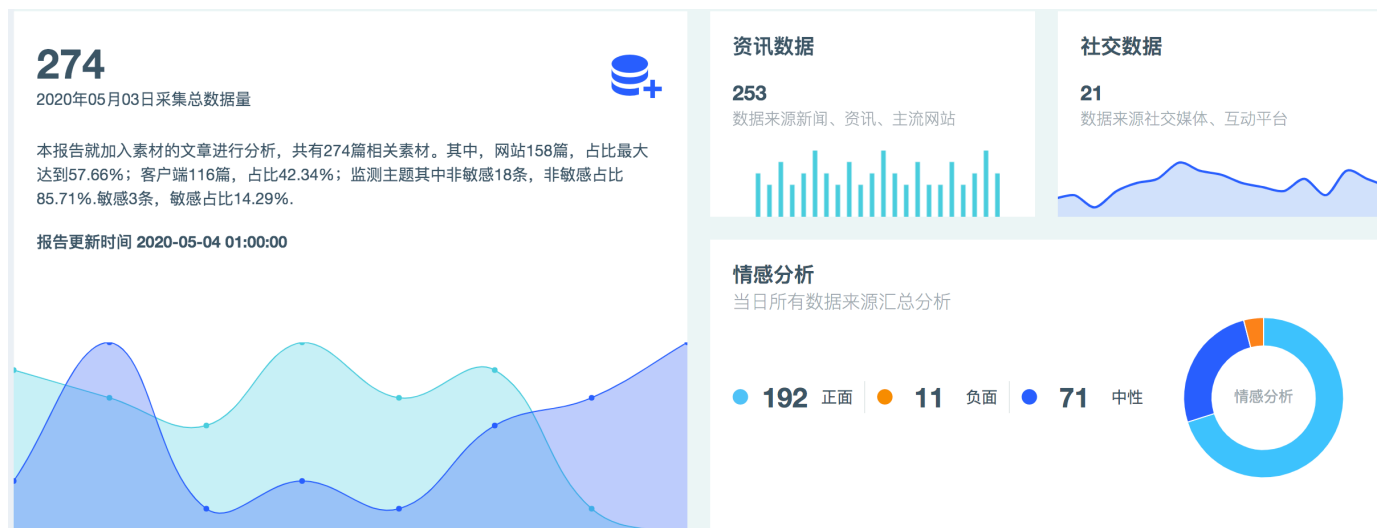 274
2020年05月03日采集总数据量
本报告就加入素材的文章进行分析，共有274篇相关素材。其中，网站158篇，占比最大
达到57.66%；客户端116篇，占比42.34%；监测主题其中非敏感18条，非敏感占比
85.71%.敏感3条，敏感占比14.29%.
报告更新时间 2020-05-04 01:00:00
资讯数据
253
数据来源新闻、资讯、主流网站
社交数据
21
数据来源社交媒体、互动平台
情感分析
当日所有数据来源汇总分析
192 正面 11 负面 71 中性
情感分析